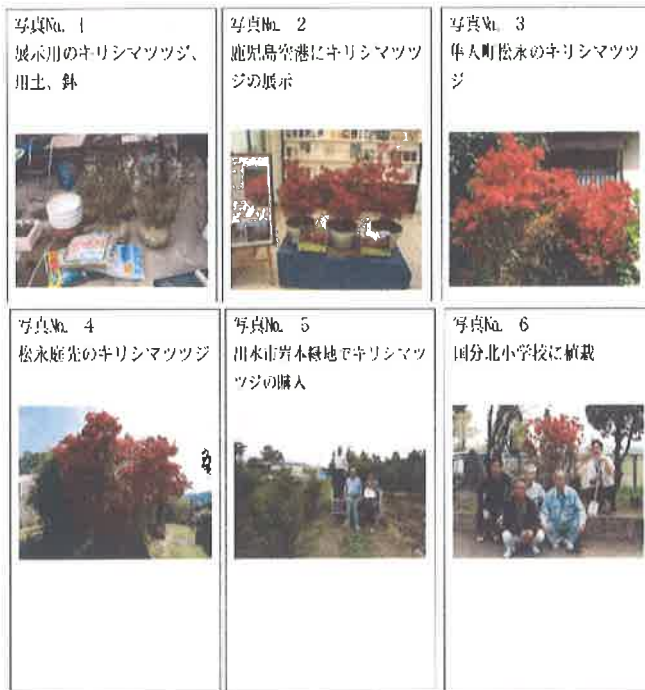 写真No. 1
展示用のキリシマツツジ、
用土、鉢
写真No. 2
鹿児島空港にキリシマツツ
ジの展示
写真No. 3
隼人町松永のキリシマツツ
ジ
写真No. 4
松永庭先のキリシマツツジ
写真No. 5
出水市岩本緑地でキリシマツ
ツジの購入
写真No. 6
国分北小学校に植栽